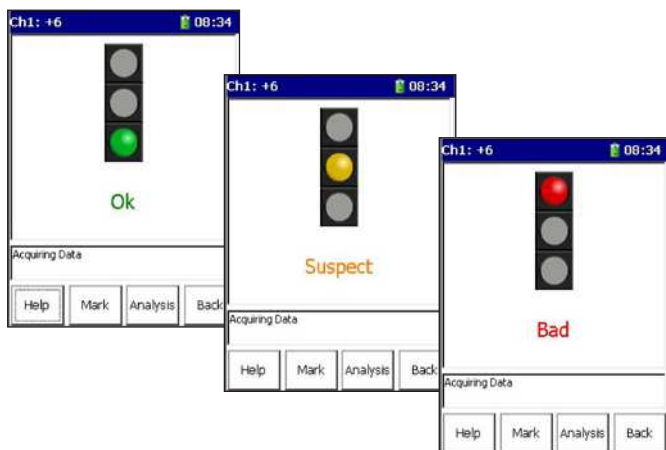 Ch1: +6 08:34
Ok
Acquiring Data
Help Mark Analysis Back
Ch1: +6 08:34
Suspect
Acquiring Data
Help Mark Analysis Back
Ch1: +6 08:34
Bad
Acquiring Data
Help Mark Analysis Back